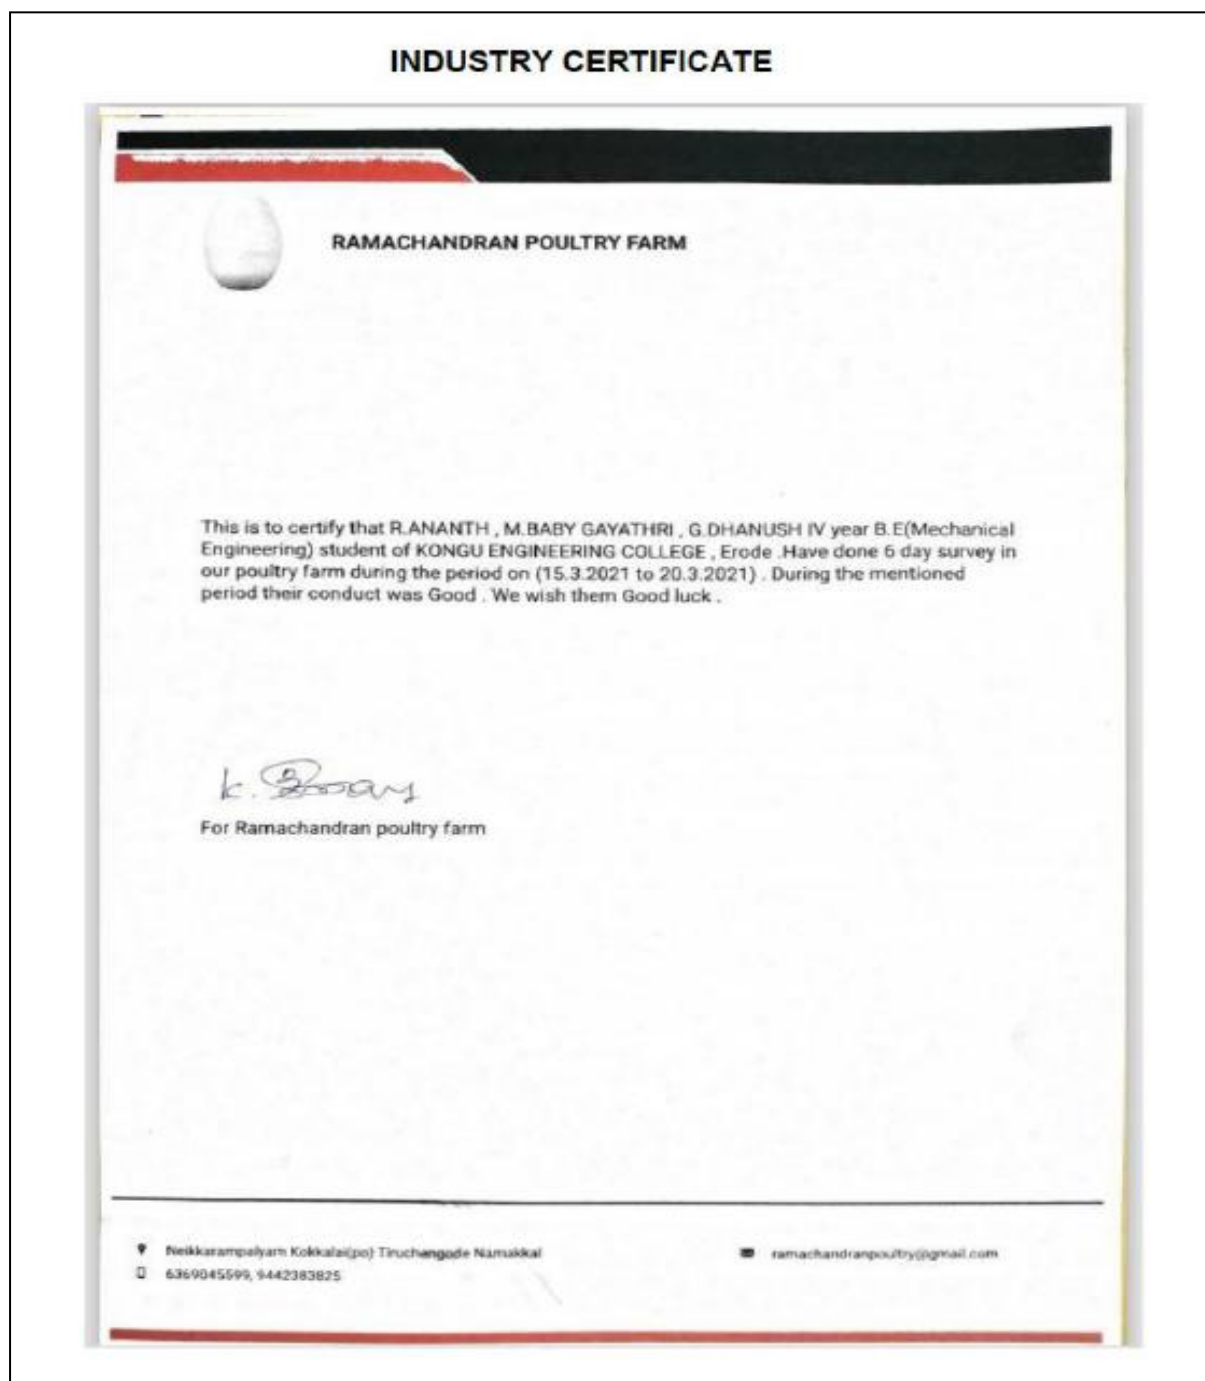 INDUSTRY CERTIFICATE
RAMACHANDRAN POULTRY FARM
This is to certify that R.ANANTH , M.BABY GAYATHRI , G.DHANUSH IV year B.E(Mechanical
Engineering) student of KONGU ENGINEERING COLLEGE , Erode .Have done 6 day survey in
our poultry farm during the period on (15.3.2021 to 20.3.2021) . During the mentioned
period their conduct was Good . We wish them Good luck .
K.
For Ramachandran poultry farm
Neikkarampalyam Kokkalai(po) Tiruchengode Namakkal
ramachandranpoultry@gmail.com
6369045599, 9442383825